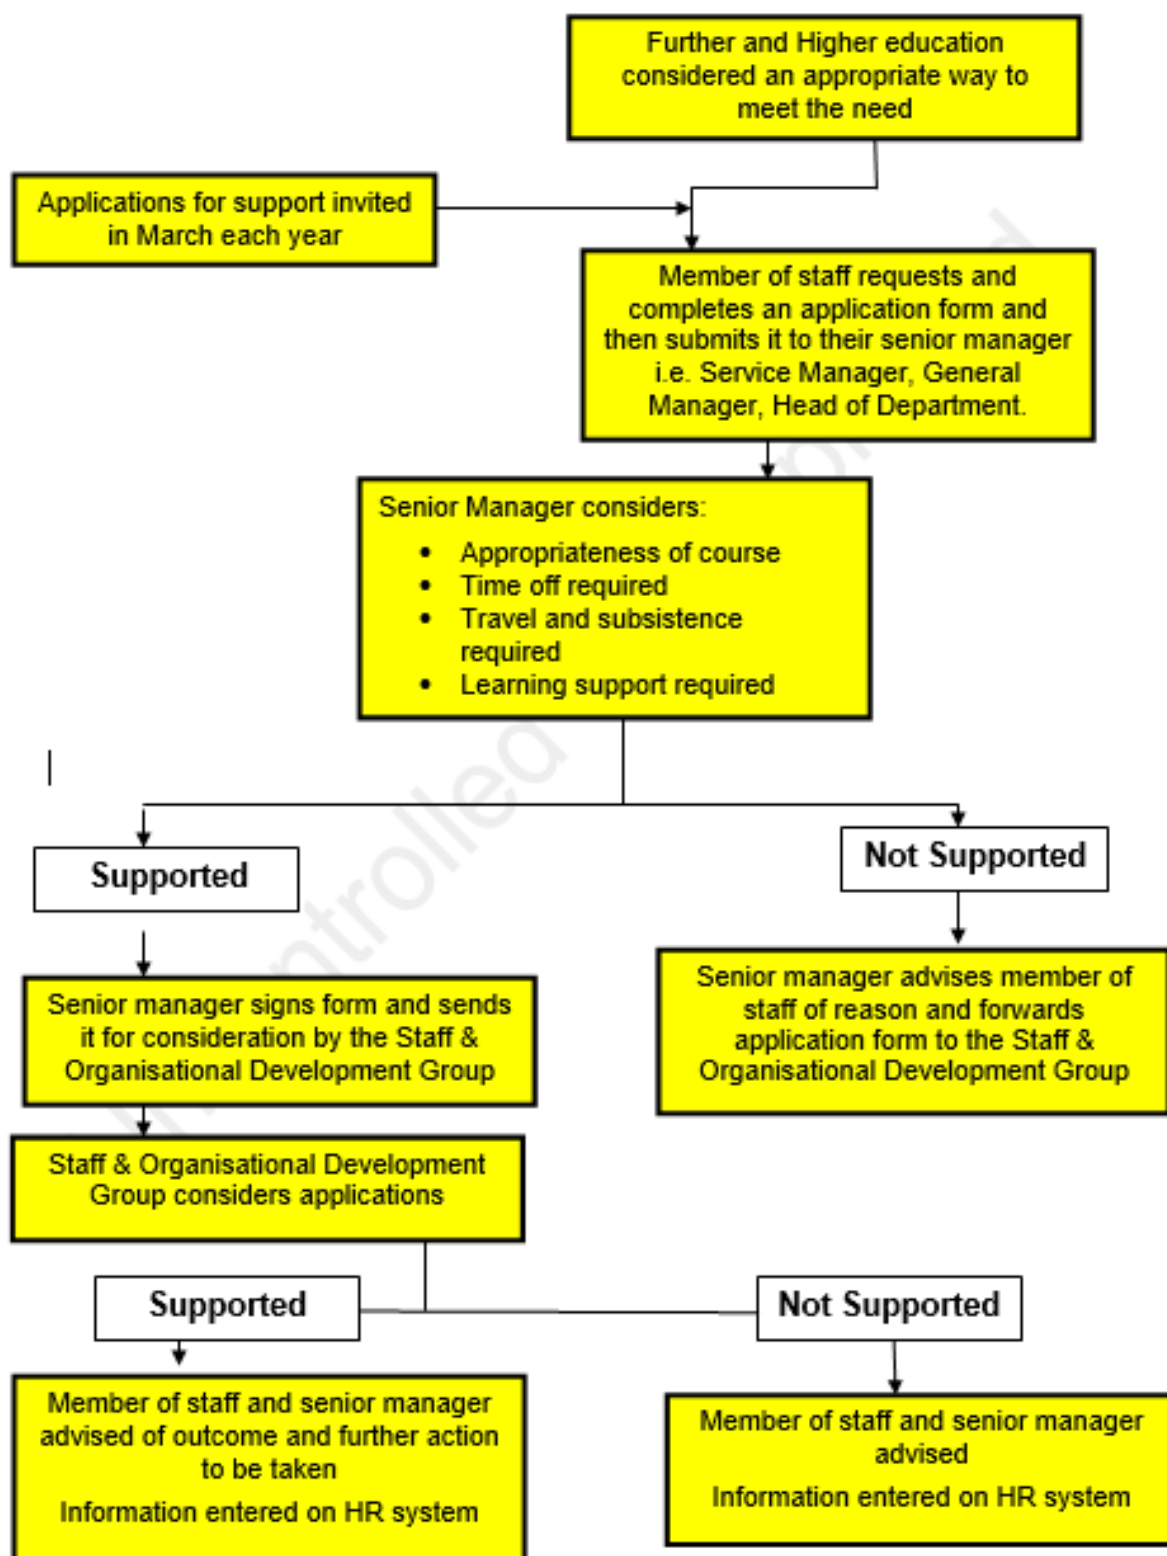 Further and Higher education
considered an appropriate way to
meet the need
Applications for support invited
in March each year
Member of staff requests and
completes an application form and
then submits it to their senior manager
i.e. Service Manager, General
Manager, Head of Department.
Senior Manager considers:
• Appropriateness of course
• Time off required
• Travel and subsistence
required
• Learning support required
Supported
Not Supported
Senior manager signs form and sends
it for consideration by the Staff &
Organisational Development Group
Senior manager advises member of
staff of reason and forwards
application form to the Staff &
Organisational Development Group
Staff & Organisational Development
Group considers applications
Supported
Not Supported
Member of staff and senior manager
advised of outcome and further action
to be taken
Information entered on HR system
Member of staff and senior manager
advised
Information entered on HR system